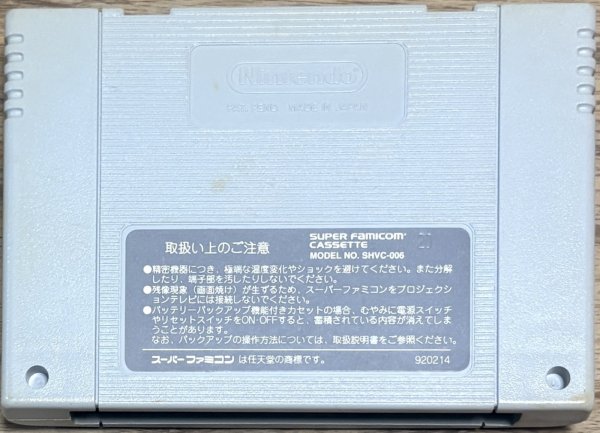 Nintendo
PAT. PEND. MADE IN JAPAN
取扱い上のご注意
SUPER FAMICOM
CASSETTE
MODEL NO. SHVC-006
●精密機器につき、極端な温度変化やショックを避けてください。また分解
したり、端子部を汚したりしないでください。
●残像現象（画面焼け）が生ずるため、スーパーファミコンをプロジェクシ
ョンテレビには接続しないでください。
●バッテリーバックアップ機能付きカセットの場合、むやみに電源スイッチ
やリセットスイッチをON・OFFすると、蓄積されている内容が消えてしま
うことがあります。
なお、バックアップの操作方法については、取扱説明書をご参照ください。
スーパーファミコン は任天堂の商標です。
920214